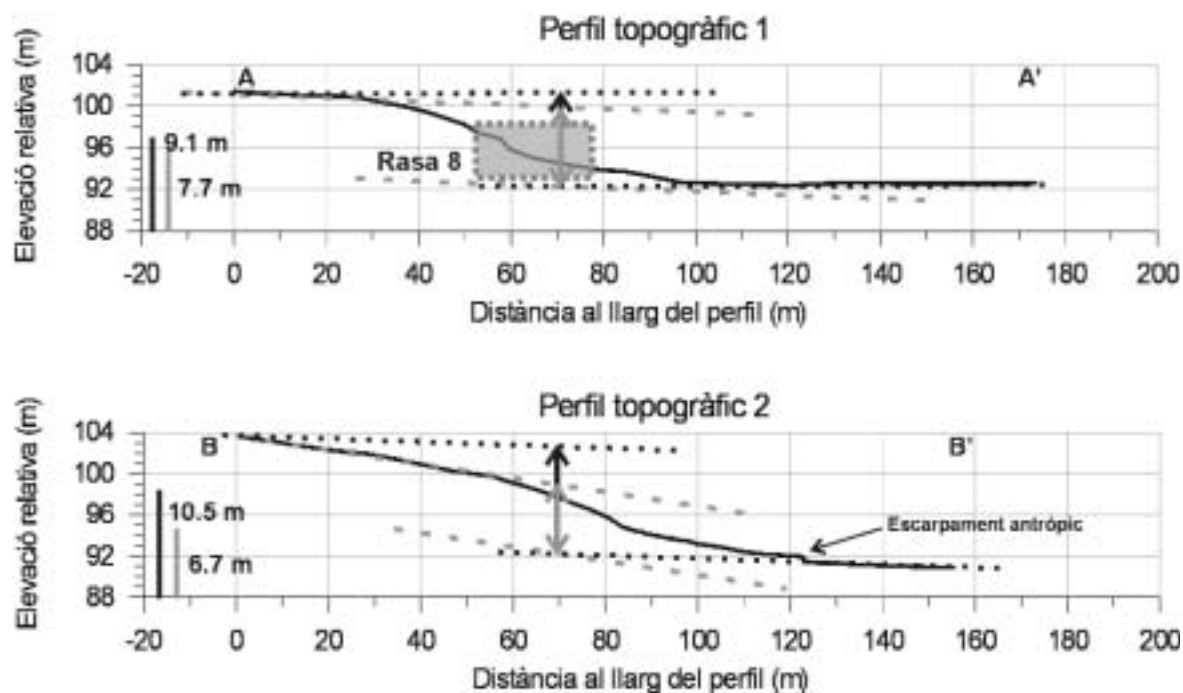 Perfil topogràfic 1
Elevació relativa (m)
104
100
96
92
88
A
A'
9.1 m
7.7 m
Rasa 8
-20 0 20 40 60 80 100 120 140 160 180 200
Distància al llarg del perfil (m)
Perfil topogràfic 2
Elevació relativa (m)
104
100
96
92
88
B
B'
10.5 m
6.7 m
Escarpament antròpic
-20 0 20 40 60 80 100 120 140 160 180 200
Distància al llarg del perfil (m)